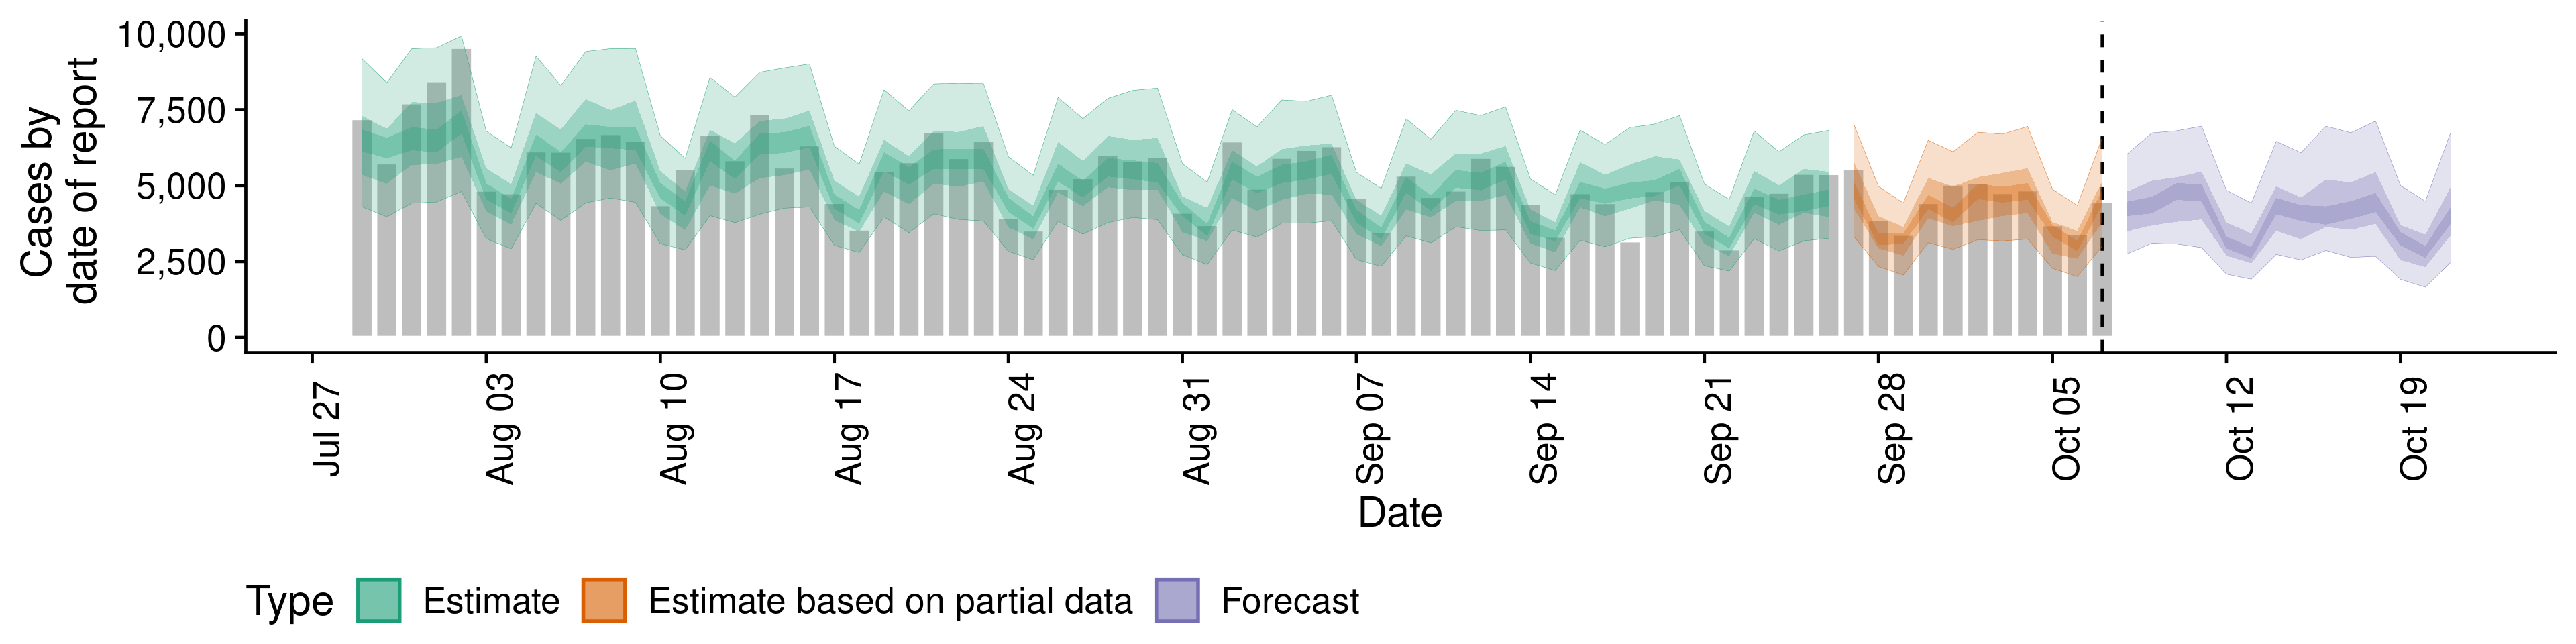 Cases by
date of report
10,000
7,500
5,000
2,500
0
Jul 27
Aug 03
Aug 10
Aug 17
Aug 24
Aug 31
Sep 07
Sep 14
Sep 21
Sep 28
Oct 05
Oct 12
Oct 19
Date
Type Estimate Estimate based on partial data Forecast